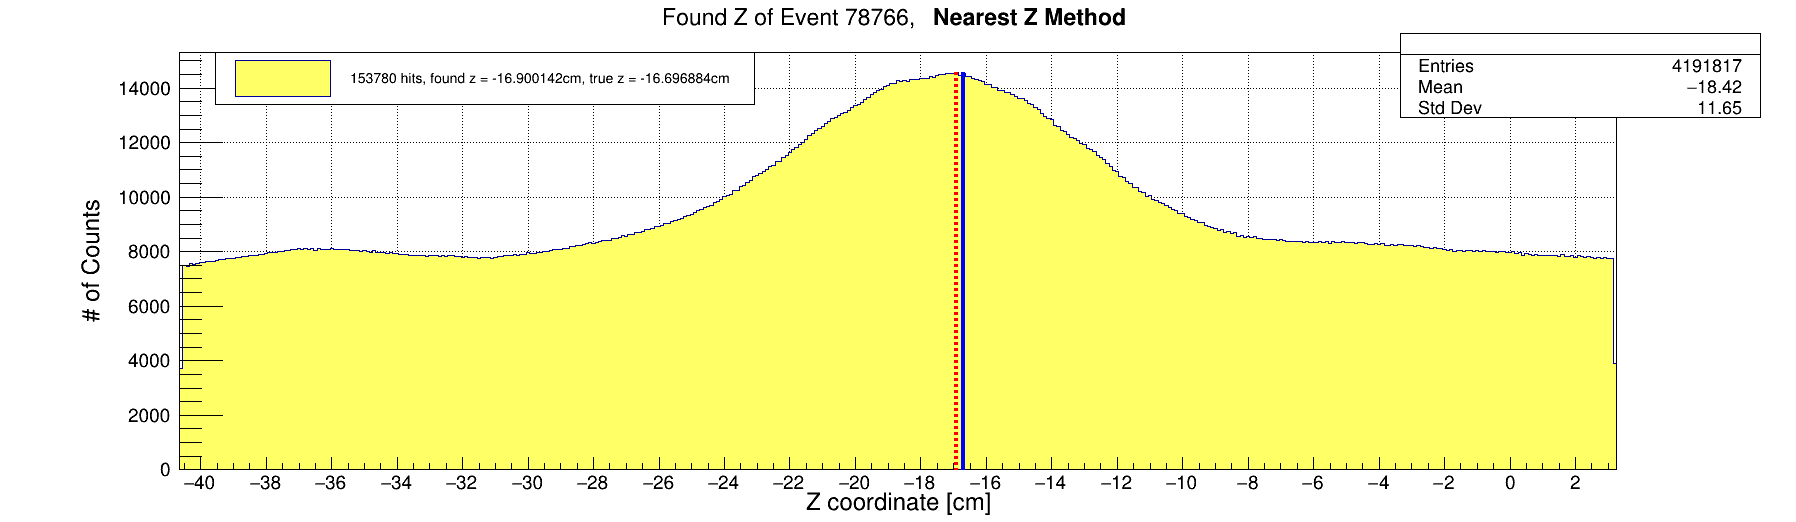 Found Z of Event 78766, Nearest Z Method
153780 hits, found z = -16.900142cm, true z = -16.696884cm
Entries 4191817
Mean −18.42
Std Dev 11.65
# of Counts
14000
12000
10000
8000
6000
4000
2000
0
−40 −38 −36 −34 −32 −30 −28 −26 −24 −22 −20 −18 −16 −14 −12 −10 −8 −6 −4 −2 0 2
Z coordinate [cm]